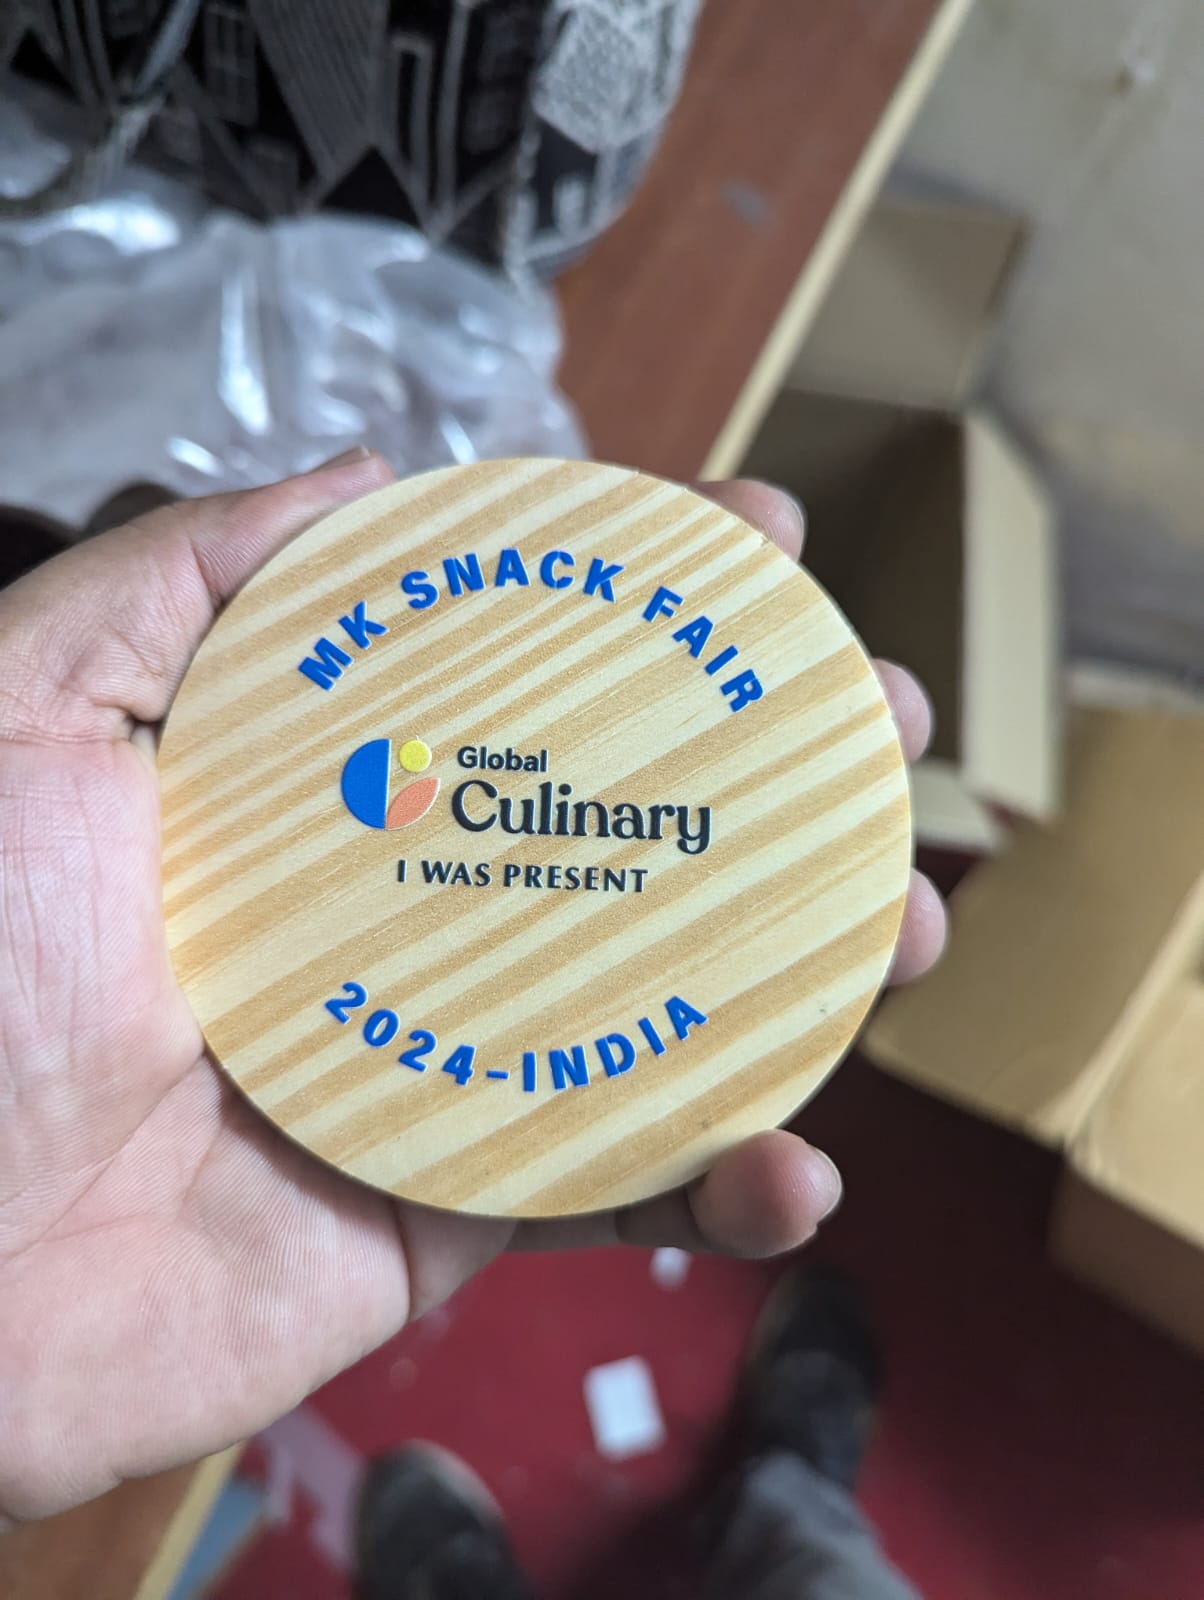 MK SNACK FAIR
Global
Culinary
I WAS PRESENT
2024-INDIA